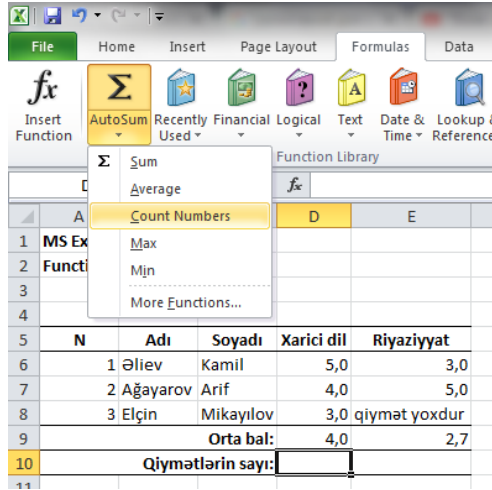 File Home Insert Page Layout Formulas Data
Insert Function AutoSum Recently Used Financial Logical Text Date & Time Lookup & Reference
Function Library
Σ Sum
Average
Count Numbers
Max
Min
More Functions...
fx
A D E
1 MS Ex
2 Functi
3
4
5 N Adı Soyadı Xarici dil Riyaziyyat
6 1 Əliev Kamil 5,0 3,0
7 2 Ağayarov Arif 4,0 5,0
8 3 Elçin Mikayılov 3,0 qiymət yoxdur
9 Orta bal: 4,0 2,7
10 Qiymətlərin sayı:
11